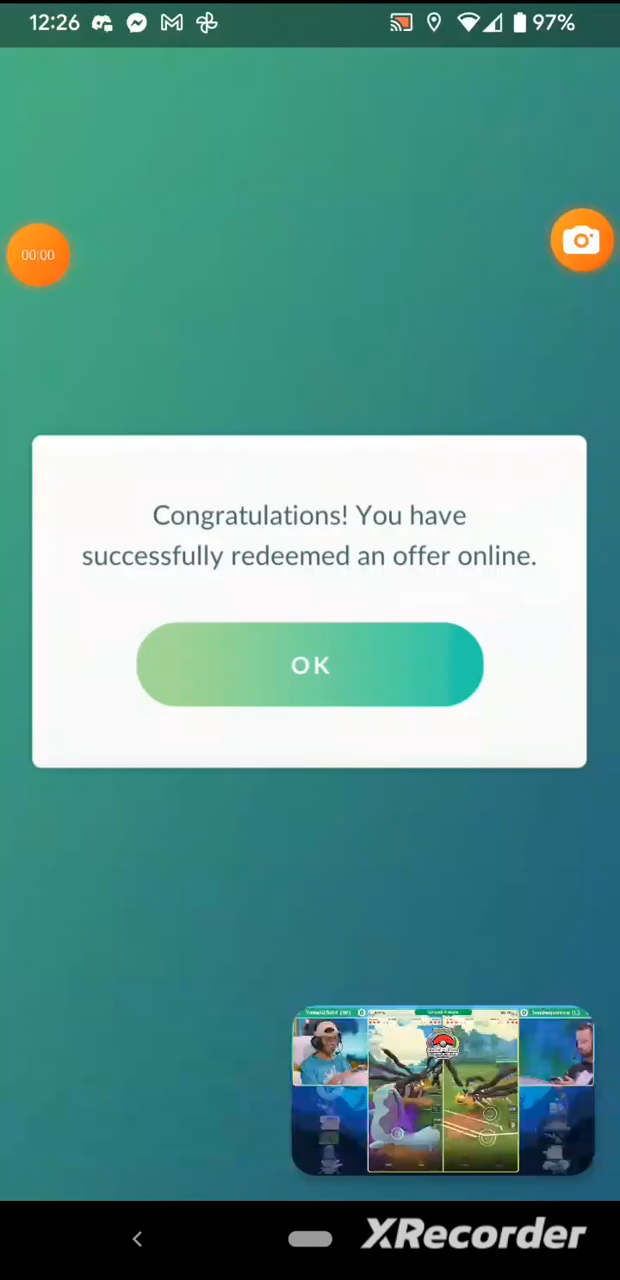 12:26
97%
00:00
Congratulations! You have
successfully redeemed an offer online.
OK
XRecorder